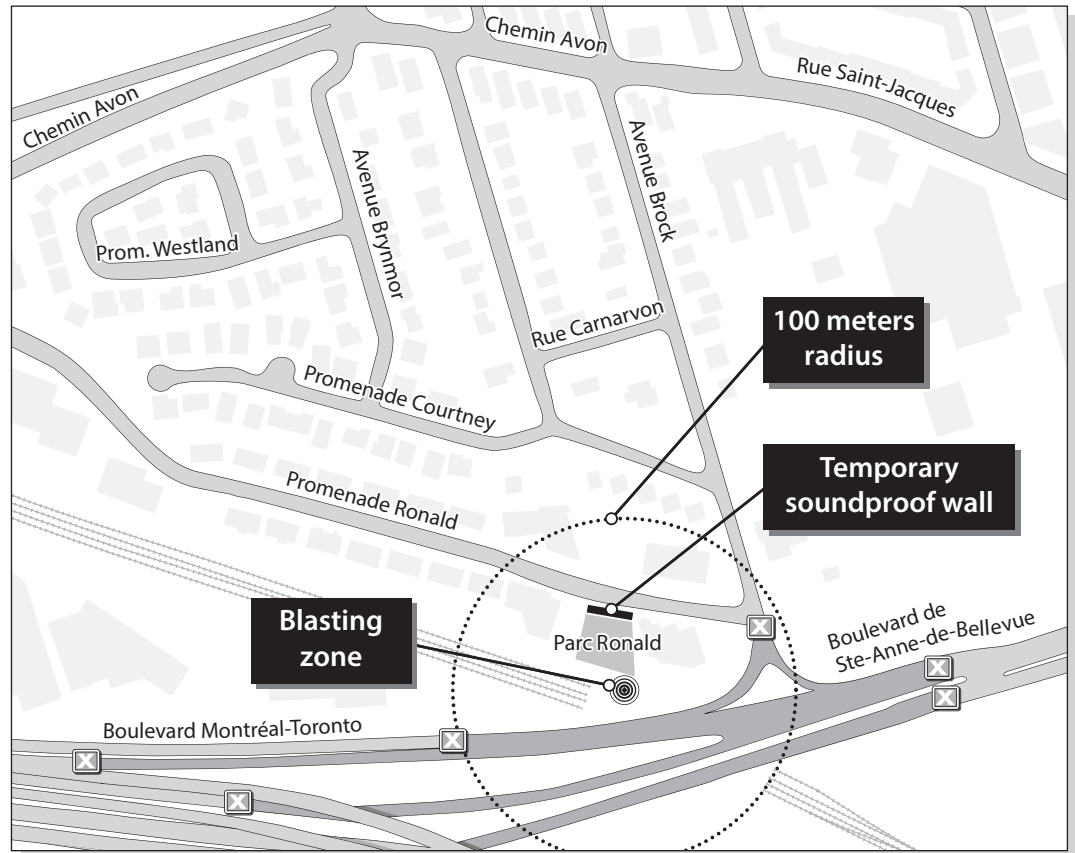 Chemin Avon
Rue Saint-Jacques
Chemin Avon
Avenue Brynmor
Avenue Brock
Prom. Westland
Rue Carnarvon
100 meters
radius
Promenade Courtney
Temporary
soundproof wall
Promenade Ronald
Blasting
zone
Parc Ronald
Boulevard de
Ste-Anne-de-Bellevue
Boulevard Montréal-Toronto
X
X
X
X
X
X